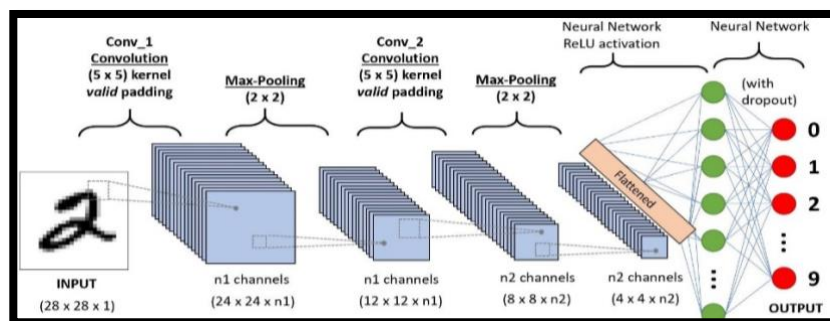 Conv_1
Convolution
(5 x 5) kernel
valid padding
Max-Pooling
(2 x 2)
Conv_2
Convolution
(5 x 5) kernel
valid padding
Max-Pooling
(2 x 2)
Neural Network
ReLU activation
Neural Network
(with
dropout)
2
INPUT
(28 x 28 x 1)
n1 channels
(24 x 24 x n1)
n1 channels
(12 x 12 x n1)
n2 channels
(8 x 8 x n2)
n2 channels
(4 x 4 x n2)
Flattened
0
1
2
9
OUTPUT